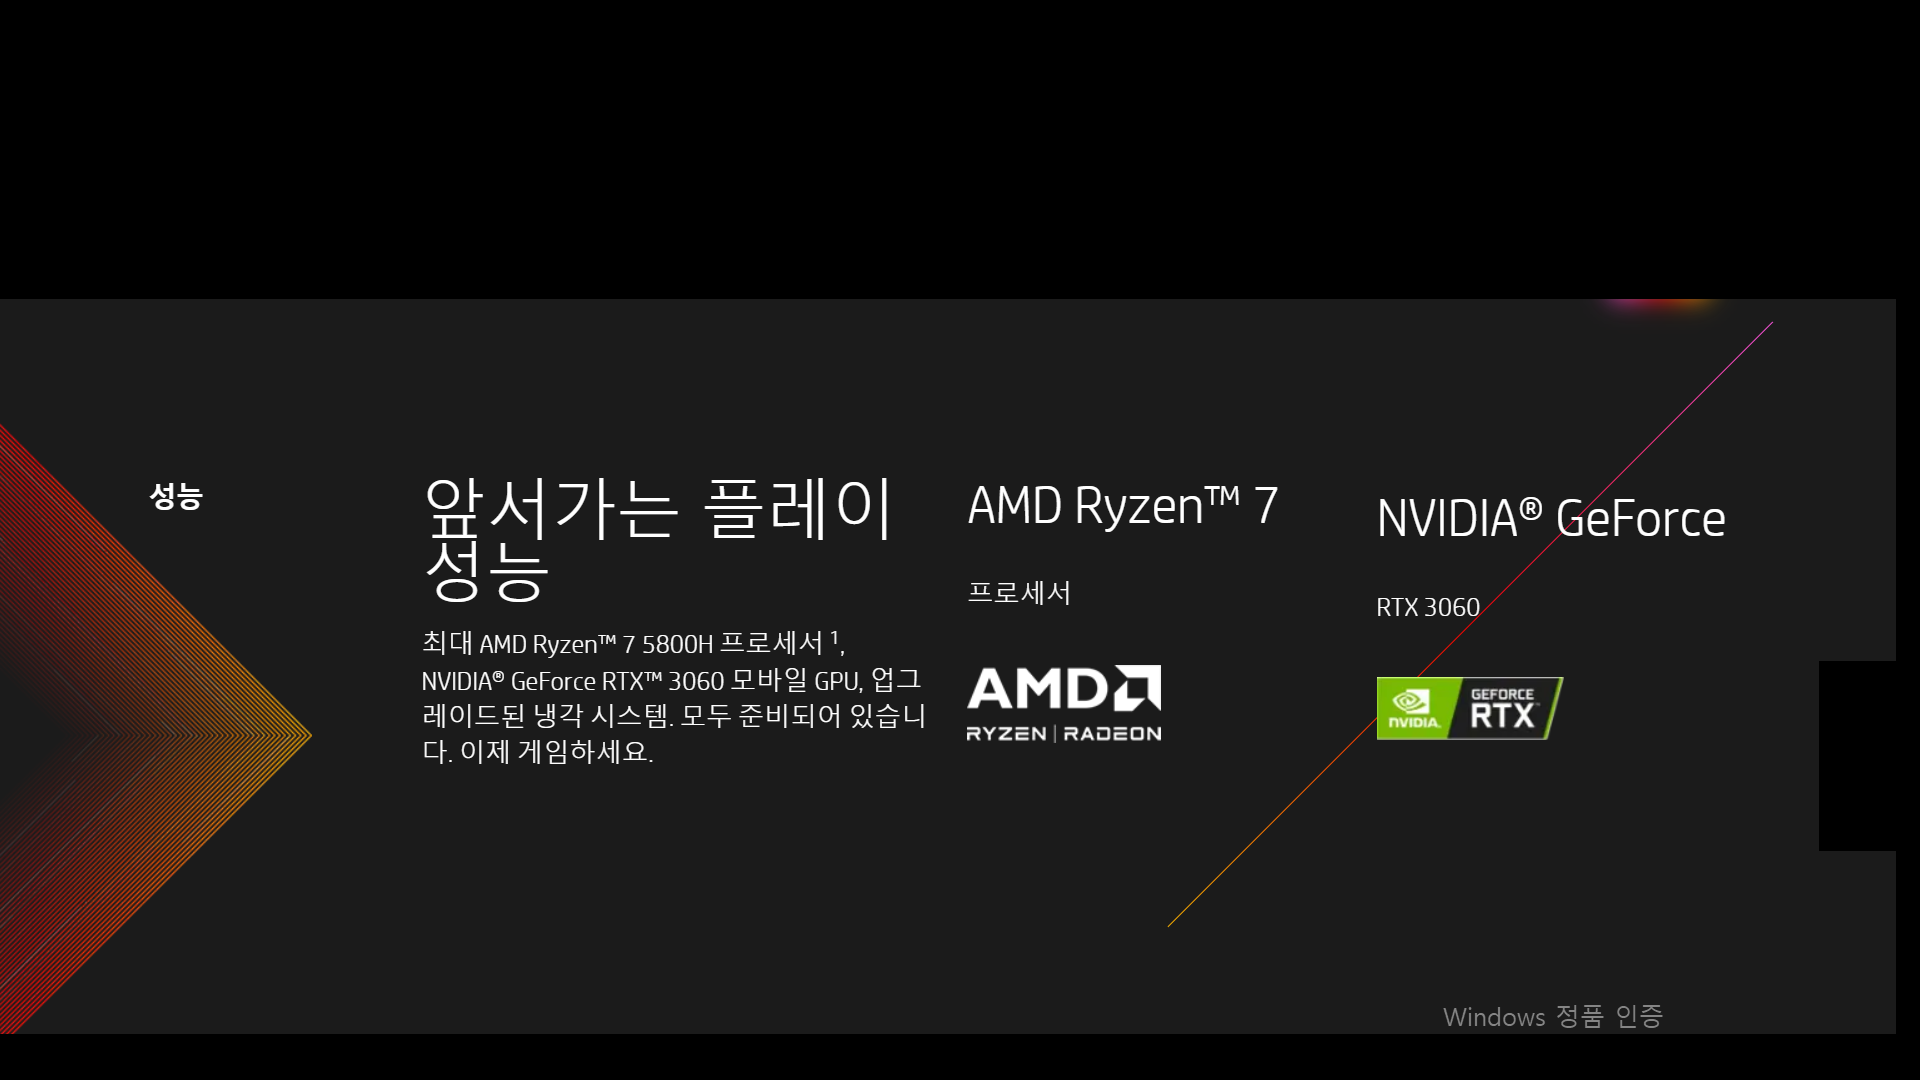 성능
앞서가는 플레이
성능
최대 AMD Ryzen™ 7 5800H 프로세서 ¹,
NVIDIA® GeForce RTX™ 3060 모바일 GPU, 업그
레이드된 냉각 시스템. 모두 준비되어 있습니
다. 이제 게임하세요.
AMD Ryzen™ 7
프로세서
AMD
RYZEN | RADEON
NVIDIA® GeForce
RTX 3060
NVIDIA.
GEFORCE
RTX™
Windows 정품 인증